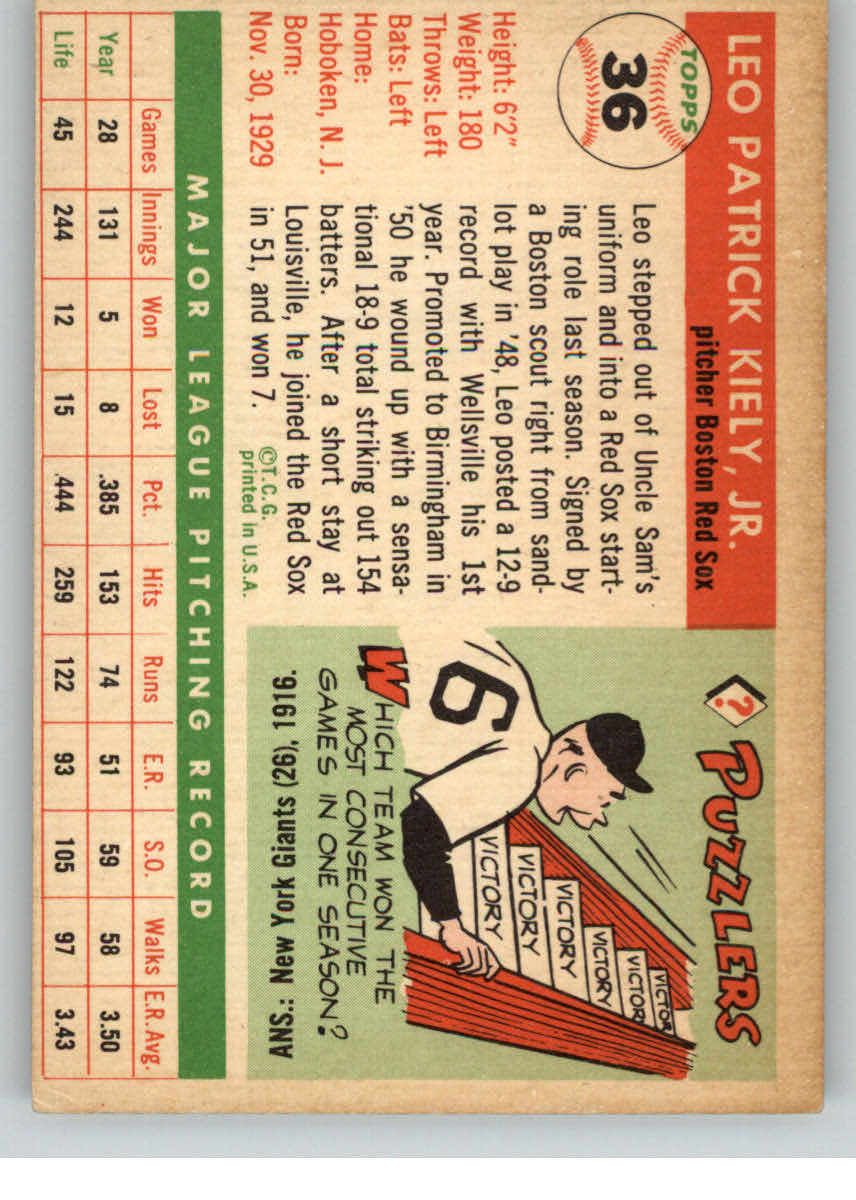 TOPPS
36
LEO PATRICK KIELY, JR.
pitcher Boston Red Sox
Height: 6'2"
Weight: 180
Throws: Left
Bats: Left
Home:
Hoboken, N. J.
Born:
Nov. 30, 1929
Leo stepped out of Uncle Sam's
uniform and into a Red Sox start-
ing role last season. Signed by
a Boston scout right from sand-
lot play in '48, Leo posted a 12-9
record with Wellsville his 1st
year. Promoted to Birmingham in
'50 he wound up with a sensa-
tional 18-9 total striking out 154
batters. After a short stay at
Louisville, he joined the Red Sox
in 51, and won 7.
©T.C.G.
printed in U.S.A.
? PUZZLERS
6
VICTOR
VICTOR
VICTORY
VICTORY
VICTORY
VICTORY
WHICH TEAM WON THE
MOST CONSECUTIVE
GAMES IN ONE SEASON?
ANS.: New York Giants (26), 1916.
MAJOR LEAGUE PITCHING RECORD
Games Innings Won Lost Pct. Hits Runs E.R. S.O. Walks E.R.Avg.
Year 28 131 5 8 .385 153 74 51 59 58 3.50
Life 45 244 12 15 .444 259 122 93 105 97 3.43